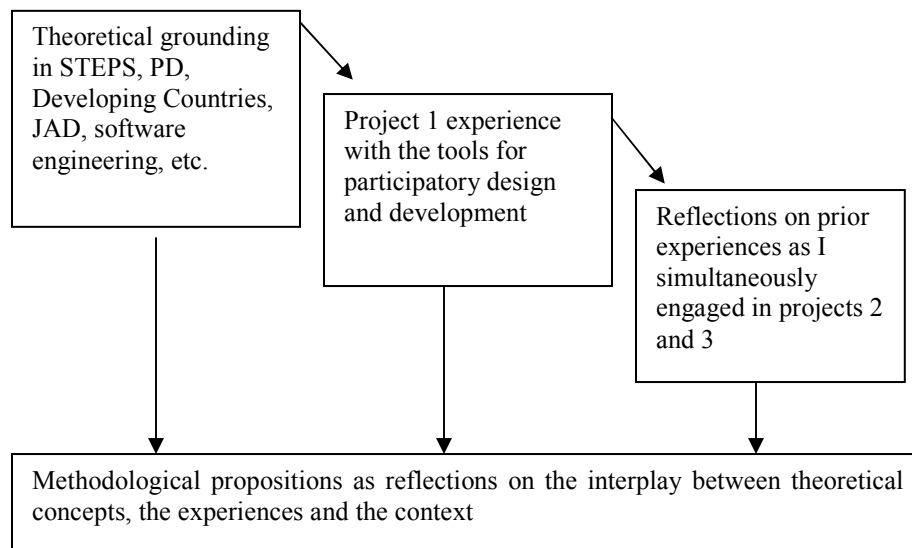 Theoretical grounding
in STEPS, PD,
Developing Countries,
JAD, software
engineering, etc.
Project 1 experience
with the tools for
participatory design
and development
Reflections on prior
experiences as I
simultaneously
engaged in projects 2
and 3
Methodological propositions as reflections on the interplay between theoretical
concepts, the experiences and the context